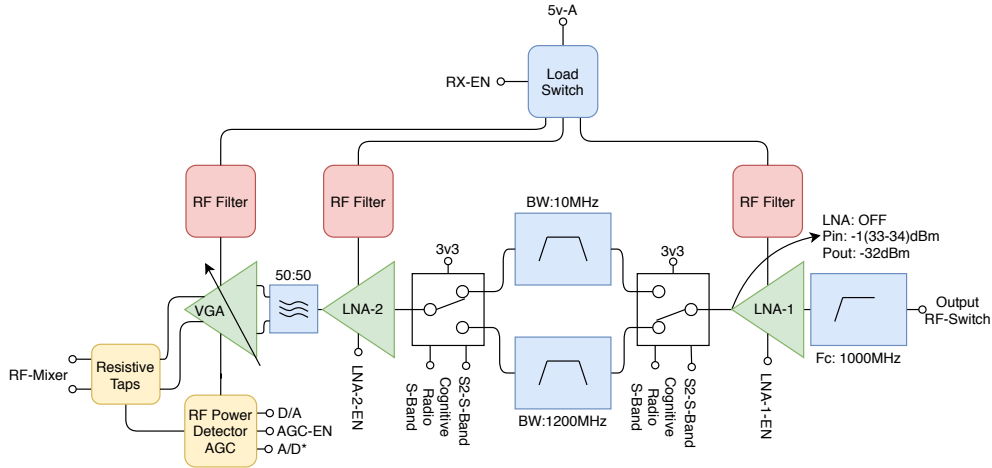 5v-A
RX-EN
Load
Switch
RF Filter
RF Filter
RF Filter
BW:10MHz
LNA: OFF
Pin: -1(33-34)dBm
Pout: -32dBm
3v3
3v3
50:50
VGA
LNA-2
LNA-1
Output
RF-Switch
Fc: 1000MHz
RF-Mixer
Resistive
Taps
LNA-2-EN
S-Band
Radio
Cognitive
S2-S-Band
BW:1200MHz
S-Band
Radio
Cognitive
S2-S-Band
LNA-1-EN
RF Power
Detector
AGC
D/A
AGC-EN
A/D*